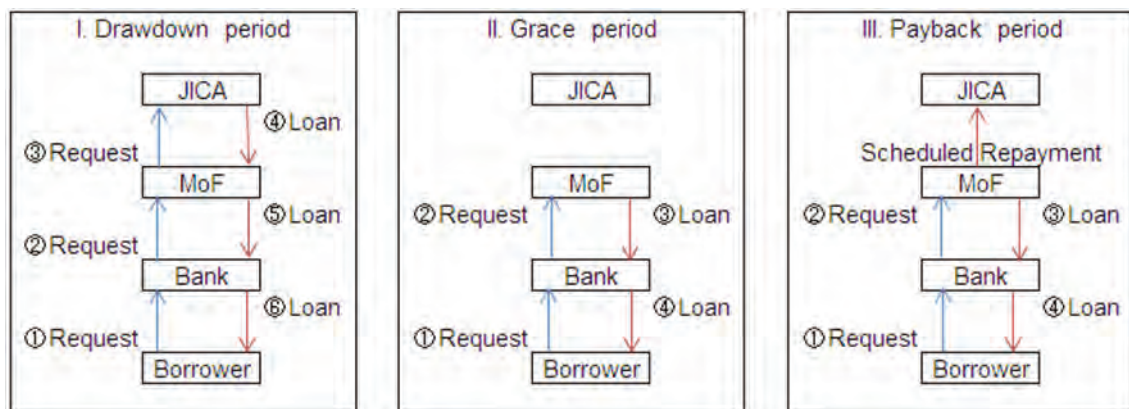 I. Drawdown period
JICA
④Loan
③Request
MoF
⑤Loan
②Request
Bank
⑥Loan
①Request
Borrower
II. Grace period
JICA
MoF
②Request
③Loan
Bank
④Loan
①Request
Borrower
III. Payback period
JICA
Scheduled Repayment
MoF
②Request
③Loan
Bank
④Loan
①Request
Borrower